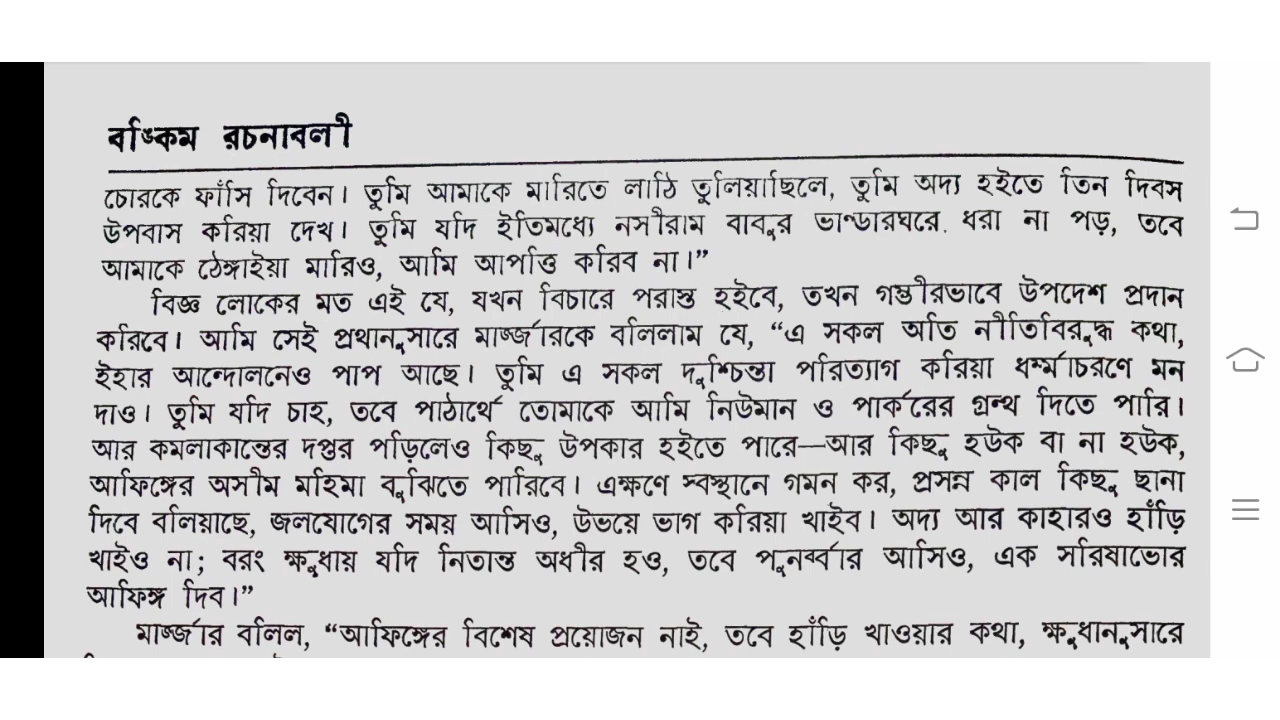 বঙ্কিম রচনাবলী
চোরকে ফাঁসি দিবেন। তুমি আমাকে মারিতে লাঠি তুলিয়াছিলে, তুমি অদ্য হইতে তিন দিবস
উপবাস করিয়া দেখ। তুমি যদি ইতিমধ্যে নসীরাম বাবুর ভাণ্ডারঘরে ধরা না পড়, তবে
আমাকে ঠেঙ্গাইয়া মারিও, আমি আপত্তি করিব না।”
বিজ্ঞ লোকের মত এই যে, যখন বিচারে পরাস্ত হইবে, তখন গম্ভীরভাবে উপদেশ প্রদান
করিবে। আমি সেই প্রথানুসারে মার্জ্জারকে বলিলাম যে, “এ সকল অতি নীতিবিরুদ্ধ কথা,
ইহার আন্দোলনেও পাপ আছে। তুমি এ সকল দুশ্চিন্তা পরিত্যাগ করিয়া ধর্ম্মাচরণে মন
দাও। তুমি যদি চাহ, তবে পাঠার্থে তোমাকে আমি নিউমান ও পার্করের গ্রন্থ দিতে পারি।
আর কমলাকান্তের দপ্তর পড়িলেও কিছু উপকার হইতে পারে—আর কিছু হউক বা না হউক,
আফিঙ্গের অসীম মহিমা বুঝিতে পারিবে। এক্ষণে স্বস্থানে গমন কর, প্রসন্ন কাল কিছু ছানা
দিবে বলিয়াছে, জলযোগের সময় আসিও, উভয়ে ভাগ করিয়া খাইব। অদ্য আর কাহারও হাঁড়ি
খাইও না; বরং ক্ষুধায় যদি নিতান্ত অধীর হও, তবে পুনর্ব্বার আসিও, এক সরিষাভোর
আফিঙ্গ দিব।”
মার্জ্জার বলিল, “আফিঙ্গের বিশেষ প্রয়োজন নাই, তবে হাঁড়ি খাওয়ার কথা, ক্ষুধানুসারে